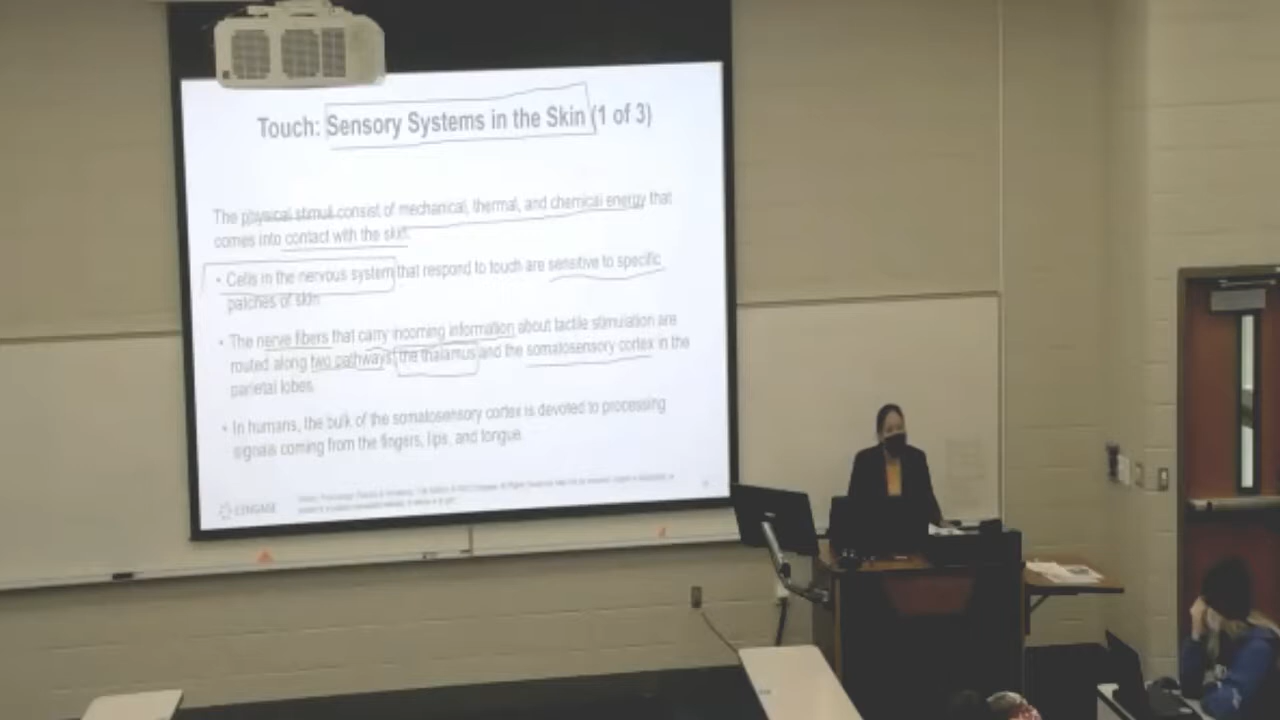 Touch: Sensory Systems in the Skin (1 of 3)
The physical stimuli consist of mechanical, thermal, and chemical energy that
comes into contact with the skin.
• Cells in the nervous system that respond to touch are sensitive to specific
patches of skin.
• The nerve fibers that carry incoming information about tactile stimulation are
routed along two pathways: the thalamus and the somatosensory cortex in the
parietal lobes.
• In humans, the bulk of the somatosensory cortex is devoted to processing
signals coming from the fingers, lips, and tongue.
CENGAGE